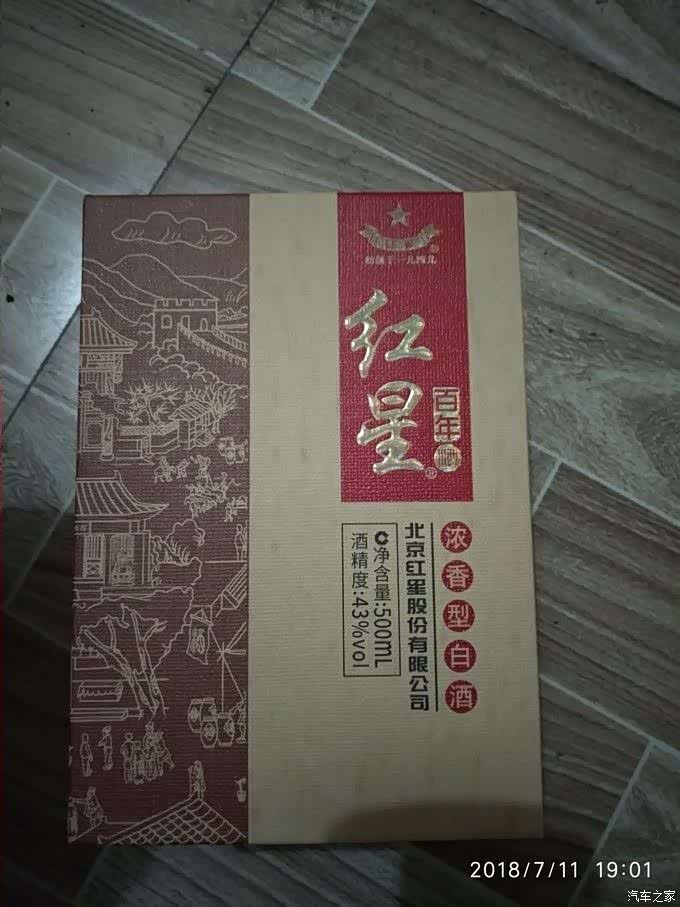 始创于一九四九
红星®
百年
浓香型白酒
北京红星股份有限公司
净含量:500mL
酒精度:43%vol
2018/7/11 19:01
汽车之家